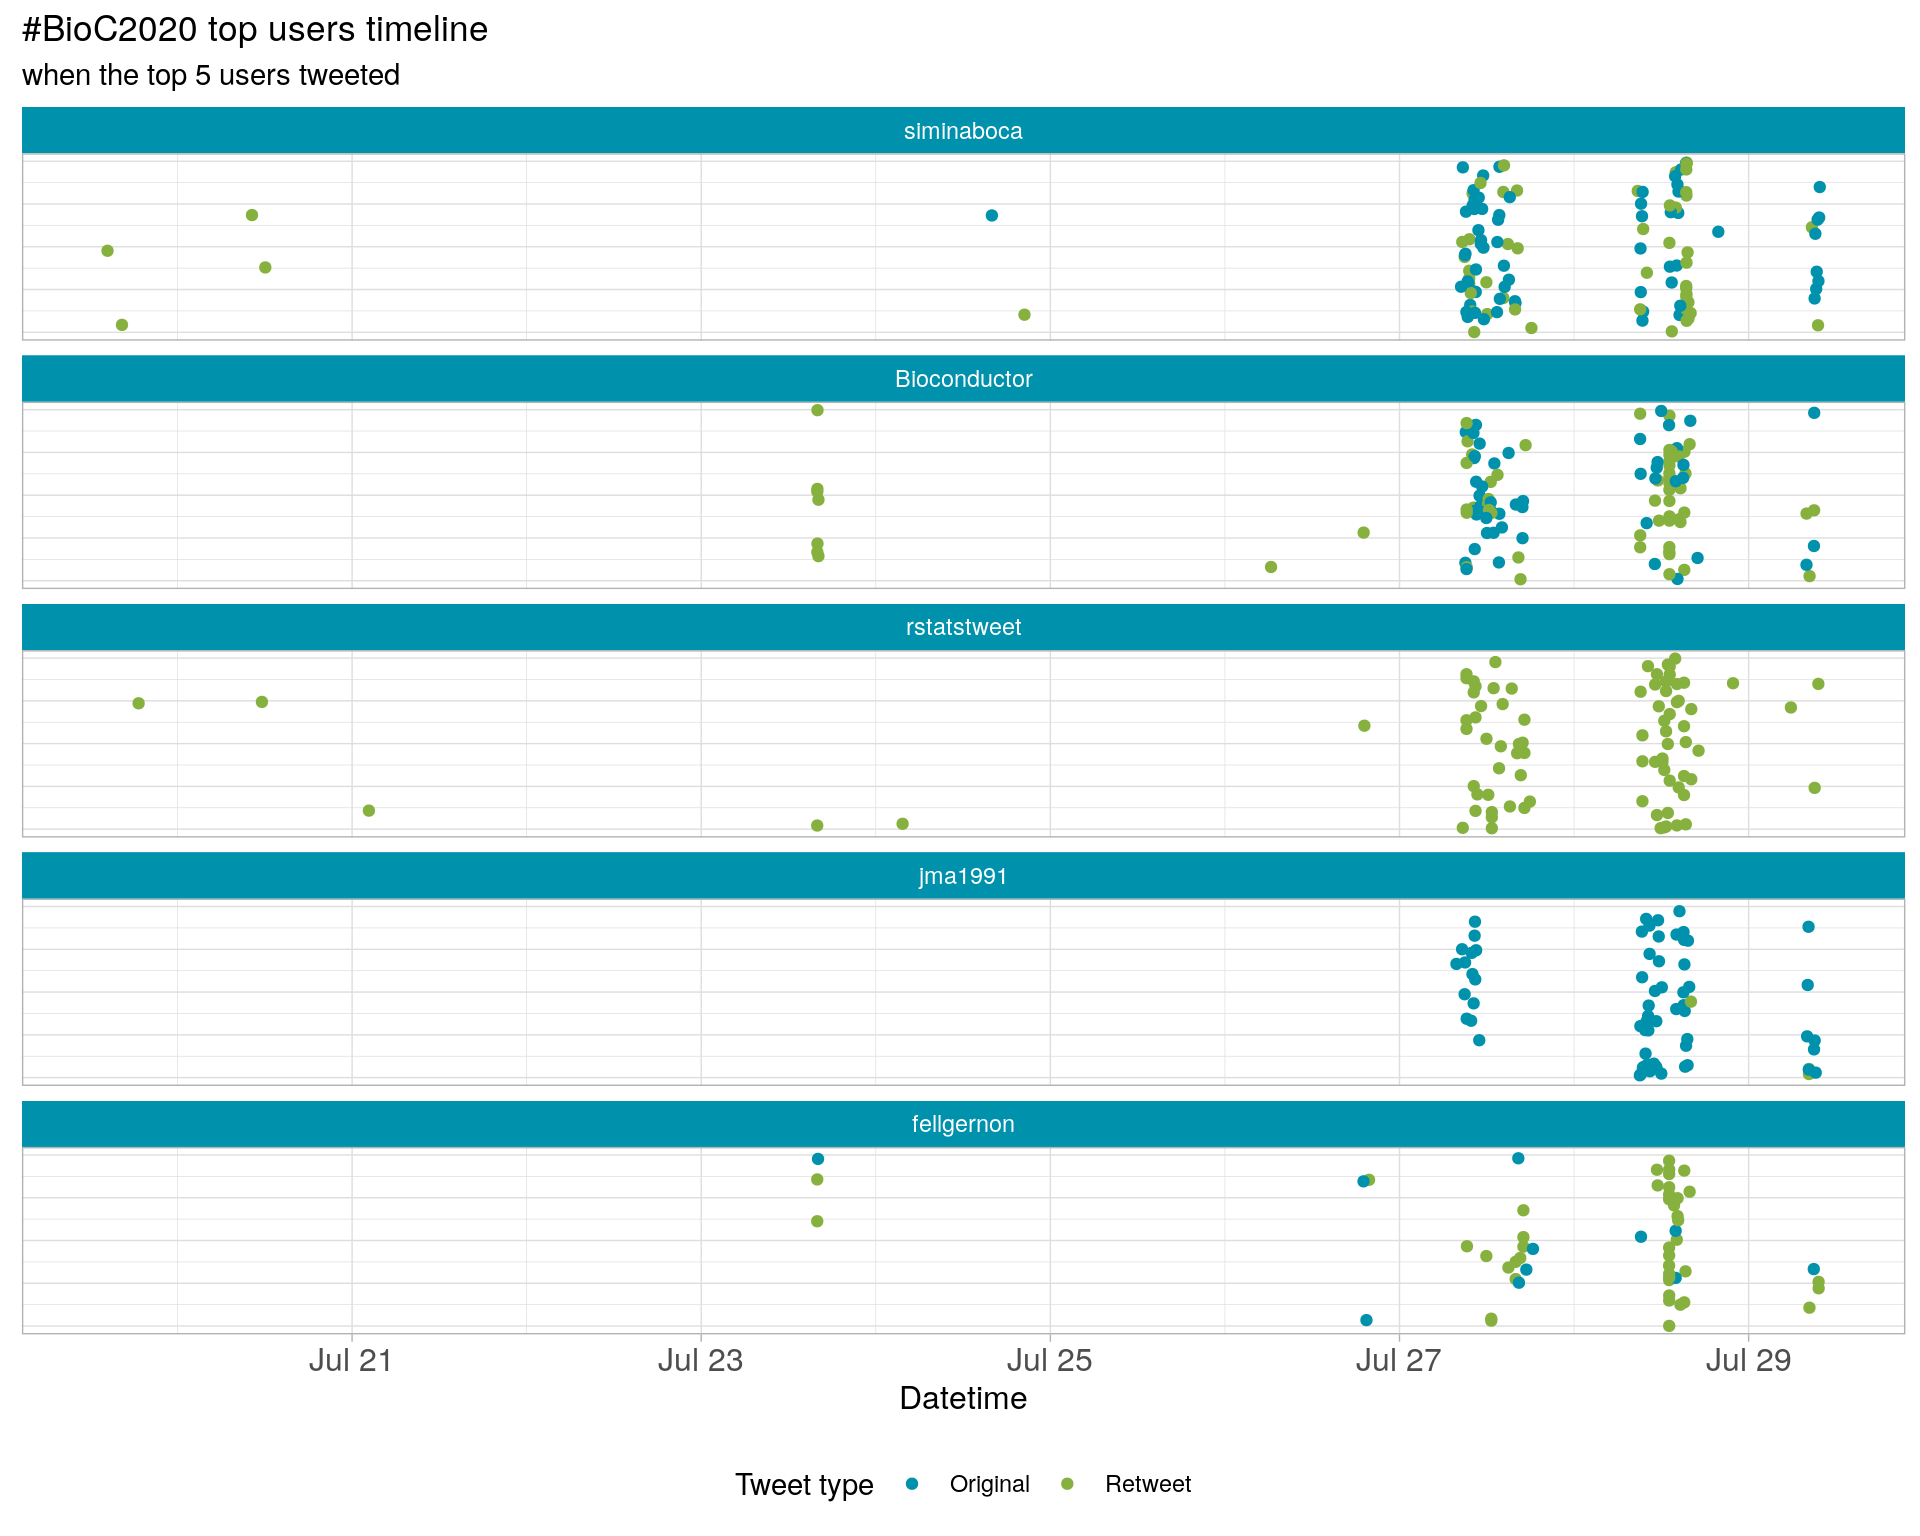 #BioC2020 top users timeline
when the top 5 users tweeted
siminaboca
Bioconductor
rstatstweet
jma1991
fellgernon
Jul 21 Jul 23 Jul 25 Jul 27 Jul 29
Datetime
Tweet type Original Retweet